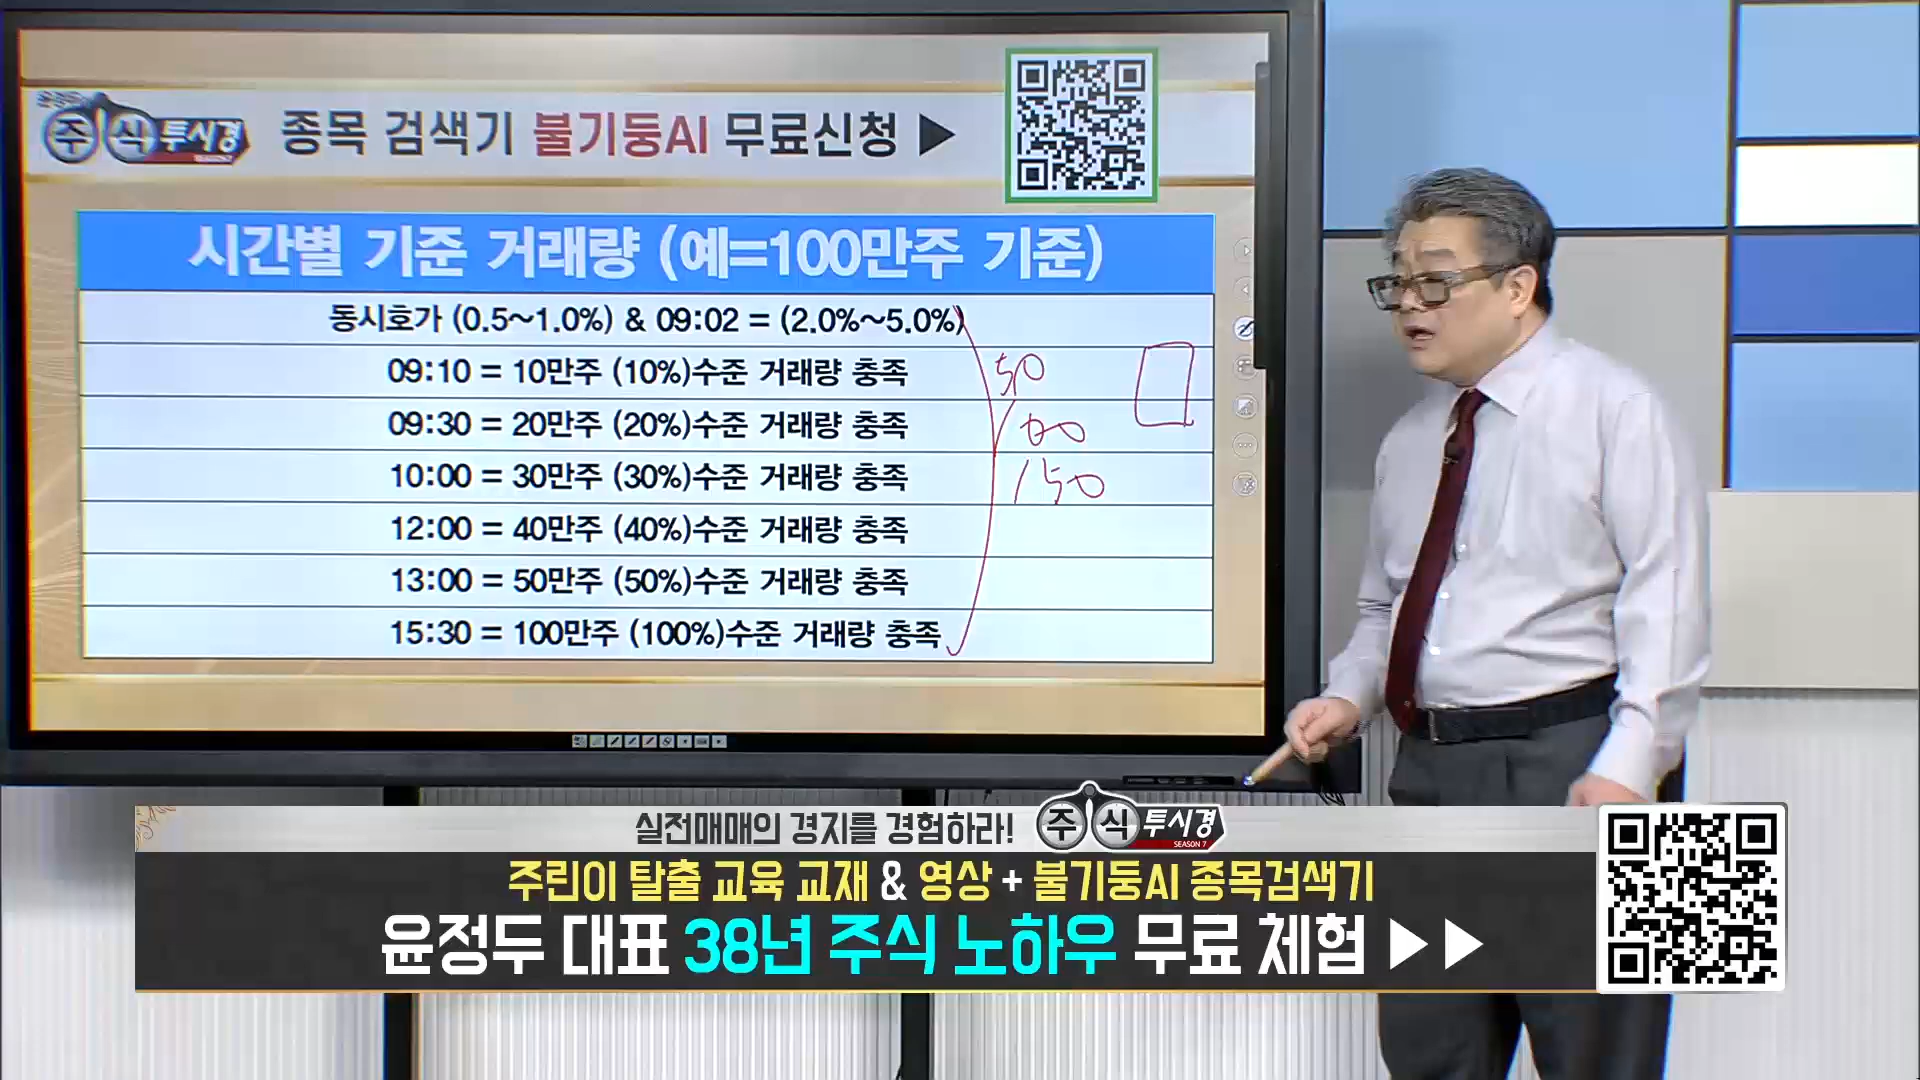 주식투시경 SEASON 7
종목 검색기 불기둥AI 무료신청 ▶
시간별 기준 거래량 (예=100만주 기준)
동시호가 (0.5~1.0%) & 09:02 = (2.0%~5.0%)
09:10 = 10만주 (10%)수준 거래량 충족
50
09:30 = 20만주 (20%)수준 거래량 충족
100
10:00 = 30만주 (30%)수준 거래량 충족
150
12:00 = 40만주 (40%)수준 거래량 충족
13:00 = 50만주 (50%)수준 거래량 충족
15:30 = 100만주 (100%)수준 거래량 충족
실전매매의 경지를 경험하라! 주식투시경
SEASON 7
주린이 탈출 교육 교재 & 영상 + 불기둥AI 종목검색기
윤정두 대표 38년 주식 노하우 무료 체험 ▶▶